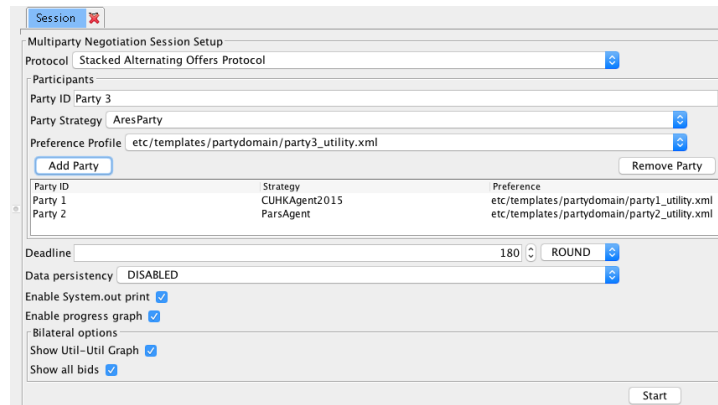 Session
Multiparty Negotiation Session Setup
Protocol Stacked Alternating Offers Protocol
Participants
Party ID Party 3
Party Strategy AresParty
Preference Profile etc/templates/partydomain/party3_utility.xml
Add Party Remove Party
Party ID Strategy Preference
Party 1 CUHKAgent2015 etc/templates/partydomain/party1_utility.xml
Party 2 ParsAgent etc/templates/partydomain/party2_utility.xml
Deadline 180 ROUND
Data persistency DISABLED
Enable System.out print
Enable progress graph
Bilateral options
Show Util-Util Graph
Show all bids
Start